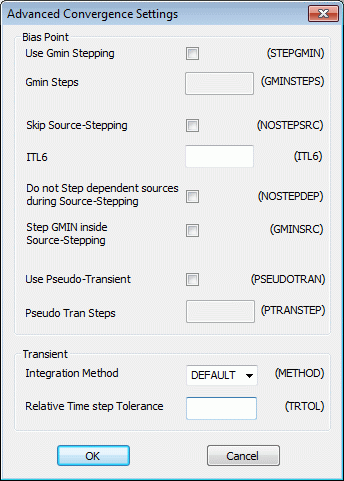 Advanced Convergence Settings
Bias Point
Use Gmin Stepping (STEPGMIN)
Gmin Steps (GMINSTEPS)
Skip Source-Stepping (NOSTEPSRC)
ITL6 (ITL6)
Do not Step dependent sources
during Source-Stepping (NOSTEPDEP)
Step GMIN inside
Source-Stepping (GMINSRC)
Use Pseudo-Transient (PSEUDOTRAN)
Pseudo Tran Steps (PTRANSTEP)
Transient
Integration Method DEFAULT (METHOD)
Relative Time step Tolerance (TRTOL)
OK Cancel